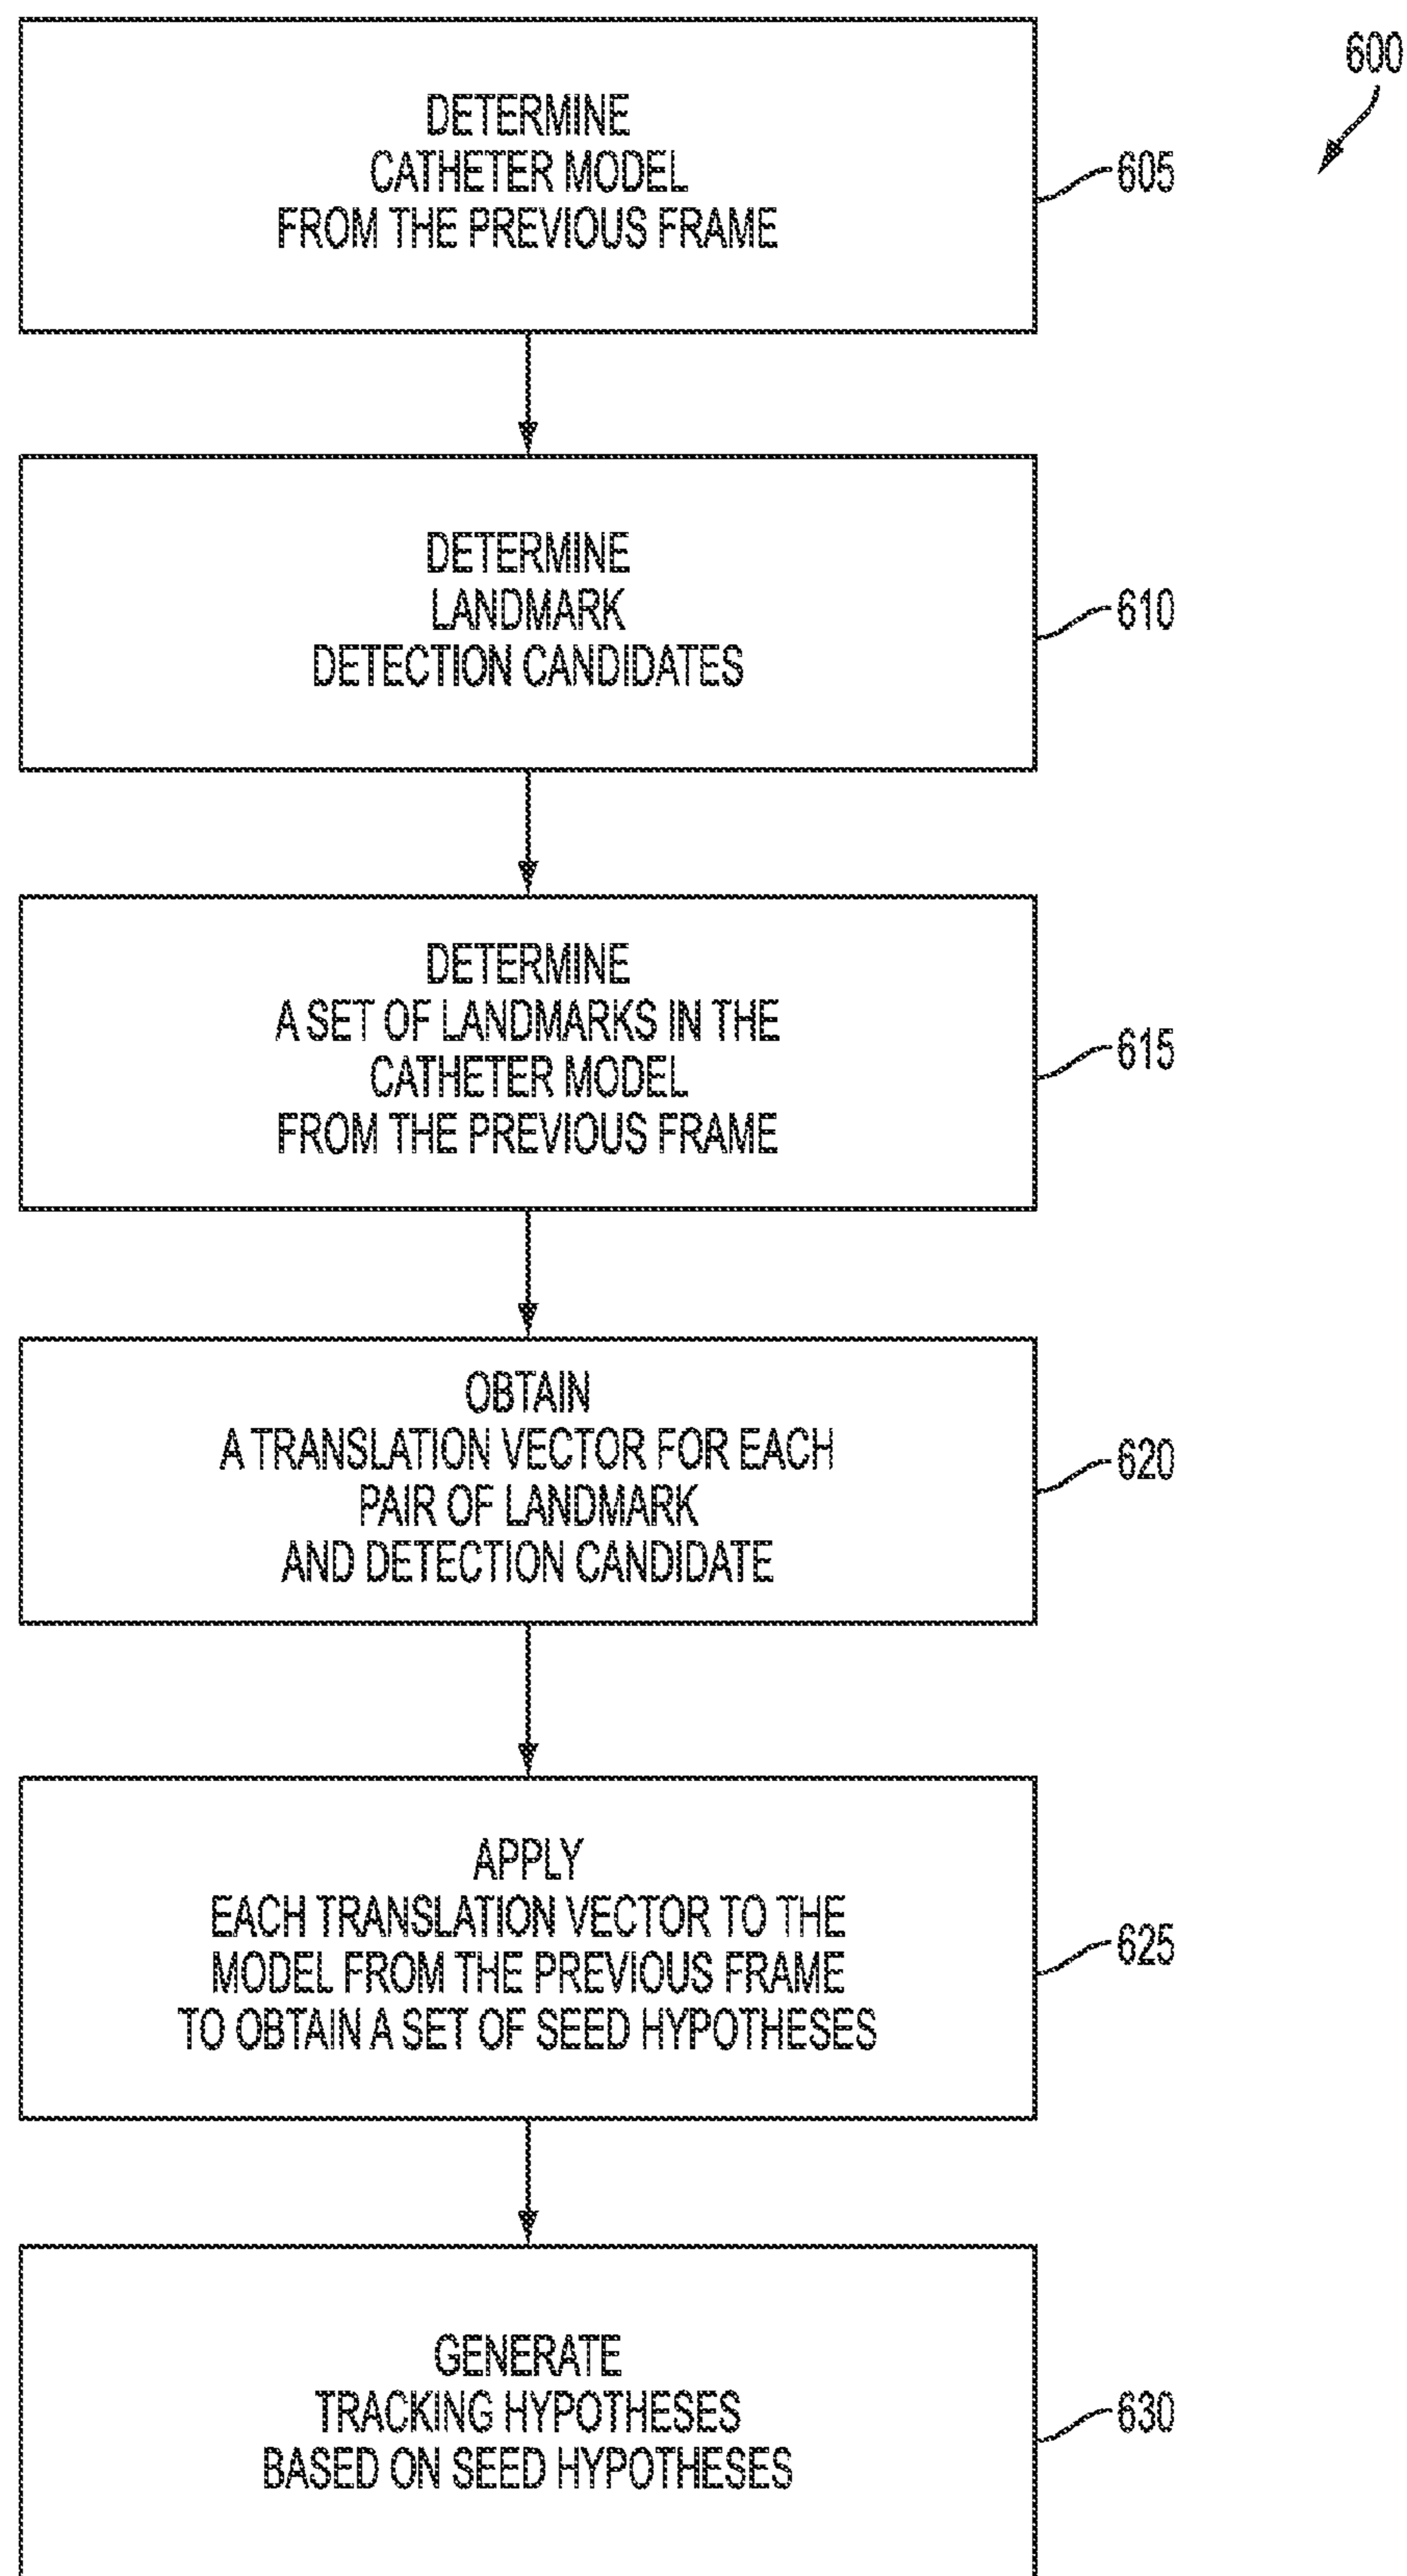 600
DETERMINE
CATHETER MODEL
FROM THE PREVIOUS FRAME
605
DETERMINE
LANDMARK
DETECTION CANDIDATES
610
DETERMINE
A SET OF LANDMARKS IN THE
CATHETER MODEL
FROM THE PREVIOUS FRAME
615
OBTAIN
A TRANSLATION VECTOR FOR EACH
PAIR OF LANDMARK
AND DETECTION CANDIDATE
620
APPLY
EACH TRANSLATION VECTOR TO THE
MODEL FROM THE PREVIOUS FRAME
TO OBTAIN A SET OF SEED HYPOTHESES
625
GENERATE
TRACKING HYPOTHESES
BASED ON SEED HYPOTHESES
630